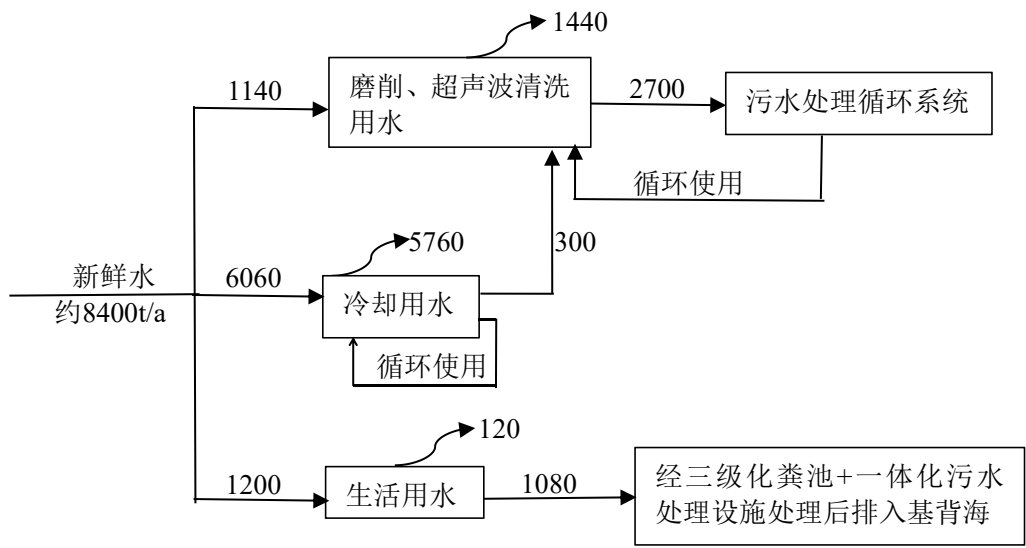 1440
1140
磨削、超声波清洗
用水
2700
污水处理循环系统
循环使用
5760
300
新鲜水
约8400t/a
6060
冷却用水
循环使用
120
1200
生活用水
1080
经三级化粪池+一体化污水
处理设施处理后排入基背海